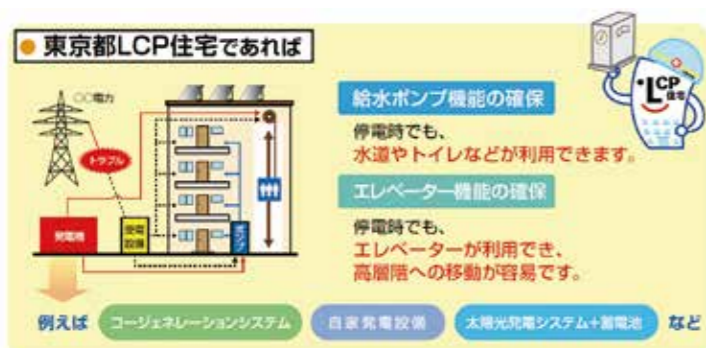 東京都LCP住宅であれば
○○電力
トラブル
発電機
受電
設備
ポンプ
LCP
住宅
給水ポンプ機能の確保
停電時でも、
水道やトイレなどが利用できます。
エレベーター機能の確保
停電時でも、
エレベーターが利用でき、
高層階への移動が容易です。
例えば コージェネレーションシステム 自家発電設備 太陽光発電システム+蓄電池 など